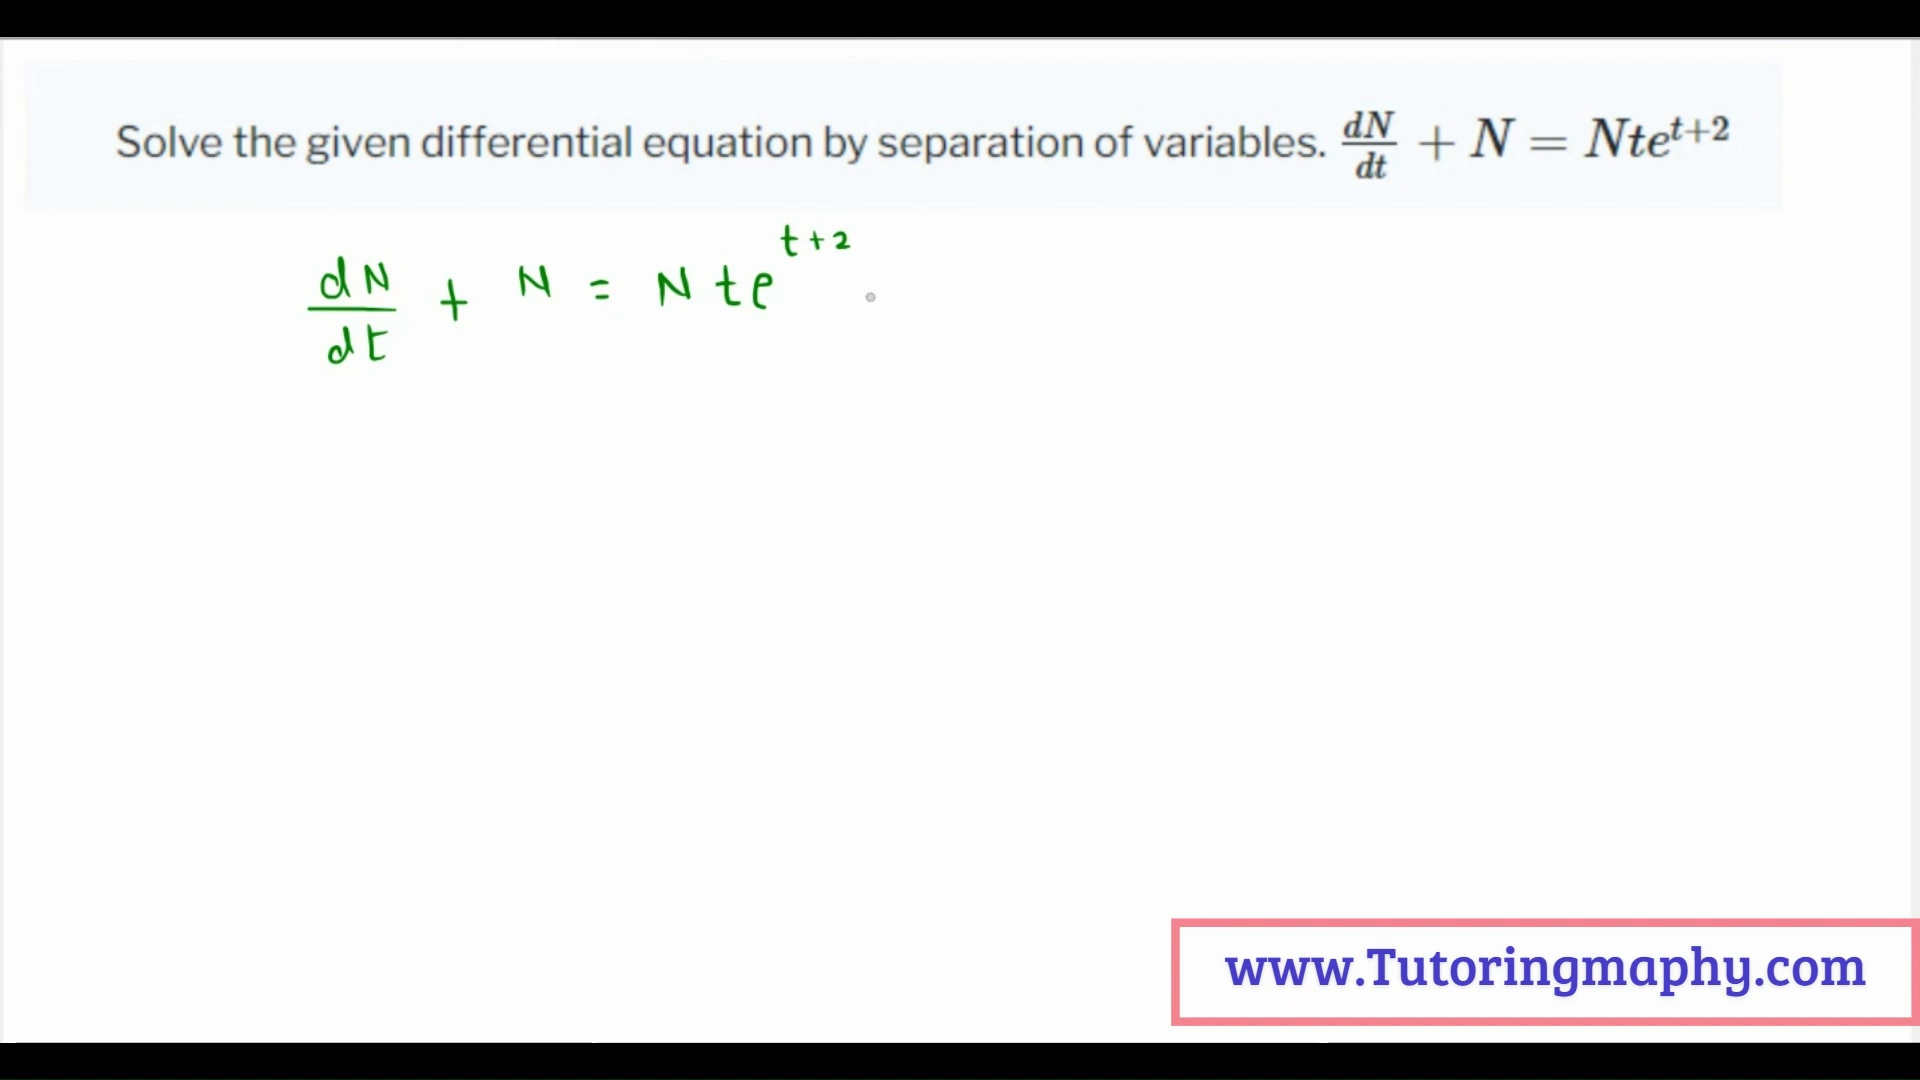 Solve the given differential equation by separation of variables. dN/dt + N = Nte^{t+2}
dN/dt + N = Nte^{t+2}
www.Tutoringmaphy.com